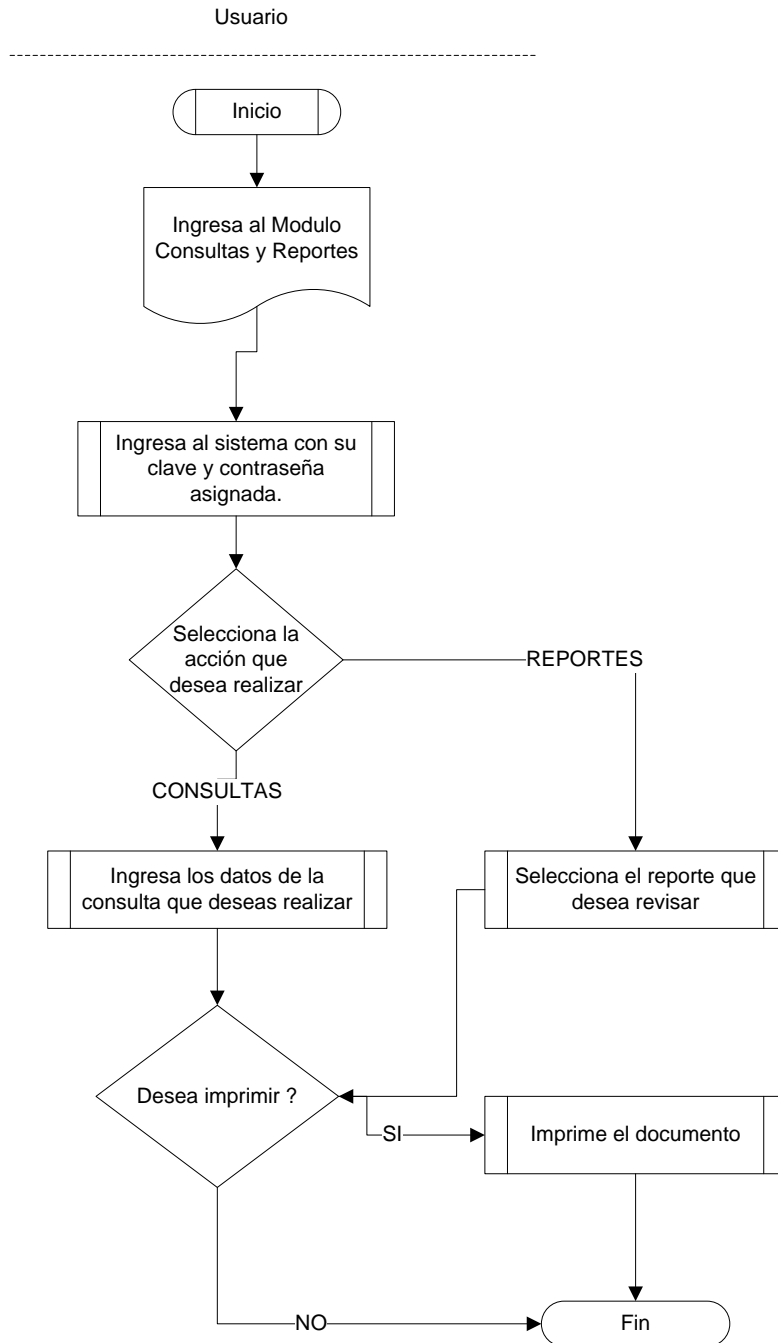 Usuario
Inicio
Ingresa al Modulo
Consultas y Reportes
Ingresa al sistema con su
clave y contraseña
asignada.
Selecciona la
acción que
desea realizar
REPORTES
CONSULTAS
Ingresa los datos de la
consulta que deseas realizar
Selecciona el reporte que
desea revisar
Desea imprimir ?
SI
Imprime el documento
NO
Fin